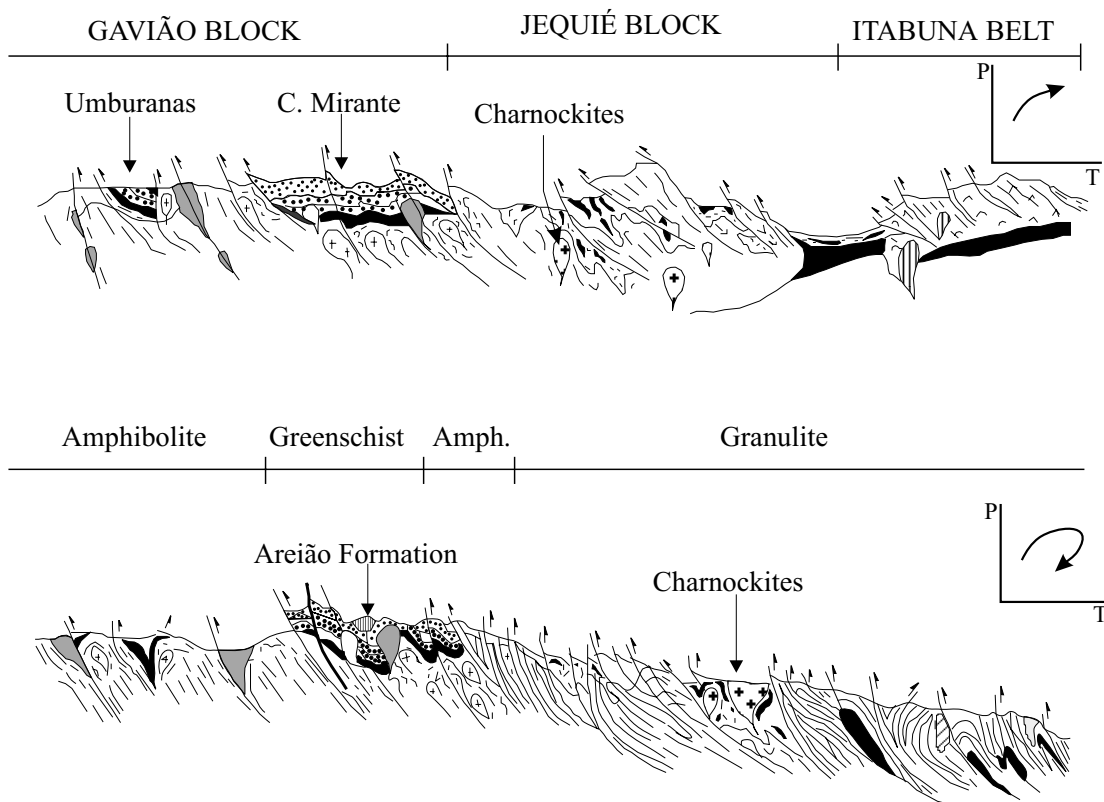 GAVIÃO BLOCK
JEQUIÉ BLOCK
ITABUNA BELT
P
T
Umburanas
C. Mirante
Charnockites
Amphibolite
Greenschist
Amph.
Granulite
P
T
Areião Formation
Charnockites